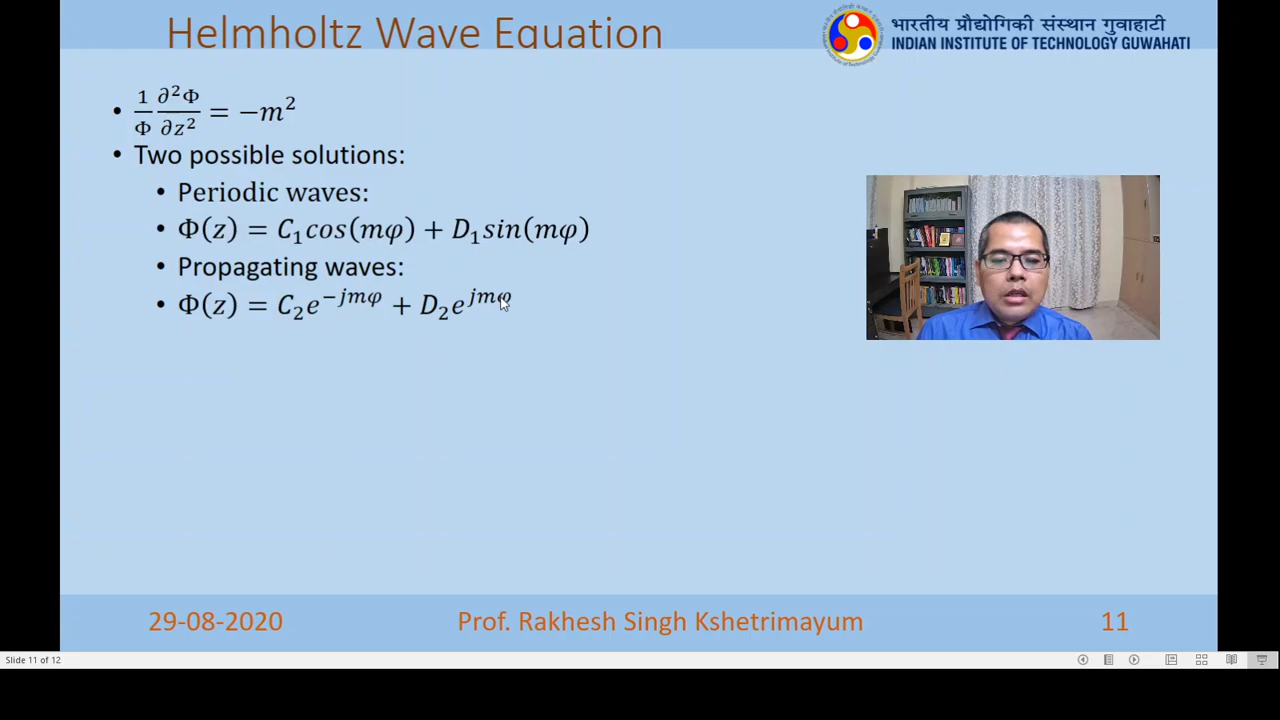 Helmholtz Wave Equation
भारतीय प्रौद्योगिकी संस्थान गुवाहाटी
INDIAN INSTITUTE OF TECHNOLOGY GUWAHATI
• 1/Φ ∂²Φ/∂z² = −m²
• Two possible solutions:
• Periodic waves:
• Φ(z) = C₁cos(mφ) + D₁sin(mφ)
• Propagating waves:
• Φ(z) = C₂e^{−jmφ} + D₂e^{jmφ}
29-08-2020
Prof. Rakhesh Singh Kshetrimayum
11
Slide 11 of 12